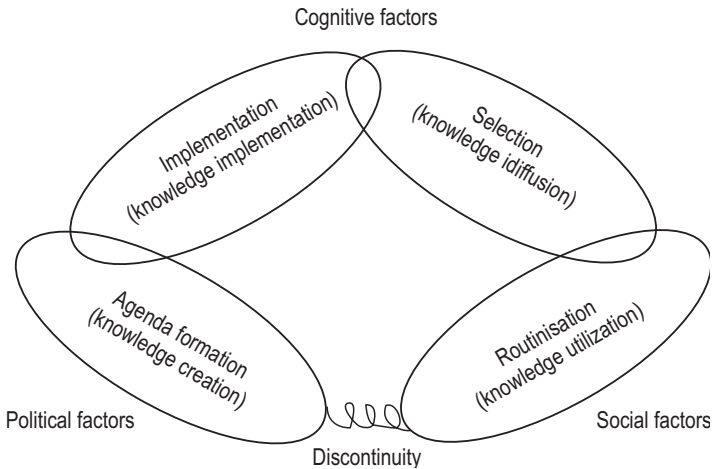 Cognitive factors
Implementation
(knowledge implementation)
Selection
(knowledge idiffusion)
Agenda formation
(knowledge creation)
Routinisation
(knowledge utilization)
Political factors
Social factors
Discontinuity